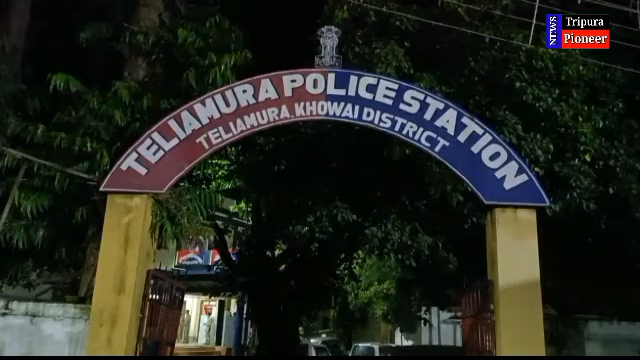 NEWS
Tripura
Pioneer
TELIAMURA POLICE STATION
TELIAMURA, KHOWAI DISTRICT